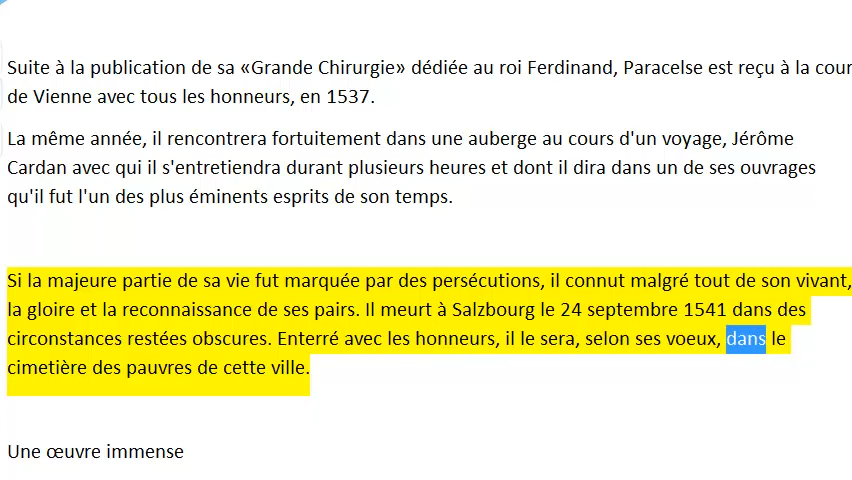 Suite à la publication de sa «Grande Chirurgie» dédiée au roi Ferdinand, Paracelse est reçu à la cour
de Vienne avec tous les honneurs, en 1537.
La même année, il rencontrera fortuitement dans une auberge au cours d'un voyage, Jérôme
Cardan avec qui il s'entretiendra durant plusieurs heures et dont il dira dans un de ses ouvrages
qu'il fut l'un des plus éminents esprits de son temps.
Si la majeure partie de sa vie fut marquée par des persécutions, il connut malgré tout de son vivant,
la gloire et la reconnaissance de ses pairs. Il meurt à Salzbourg le 24 septembre 1541 dans des
circonstances restées obscures. Enterré avec les honneurs, il le sera, selon ses voeux, dans le
cimetière des pauvres de cette ville.
Une œuvre immense